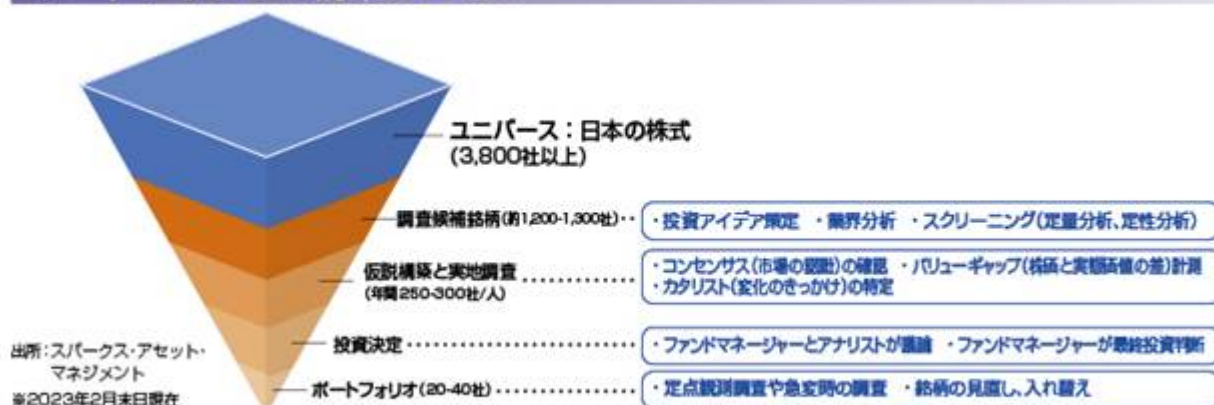 ユニバース：日本の株式
(3,800社以上)
調査候補銘柄(約1,200-1,300社)‥ ・投資アイデア策定 ・業界分析 ・スクリーニング(定量分析、定性分析)
仮説構築と実地調査
(年間250-300社/人)
・コンセンサス(市場の認識)の確認 ・バリューギャップ(株価と実態価値の差)計測
・カタリスト(変化のきっかけ)の特定
投資決定 ・ファンドマネージャーとアナリストが議論 ・ファンドマネージャーが最終投資判断
ポートフォリオ(20-40社) ・定点観測調査や急変時の調査 ・銘柄の見直し、入れ替え
出所：スパークス・アセット・
マネジメント
※2023年2月末日現在